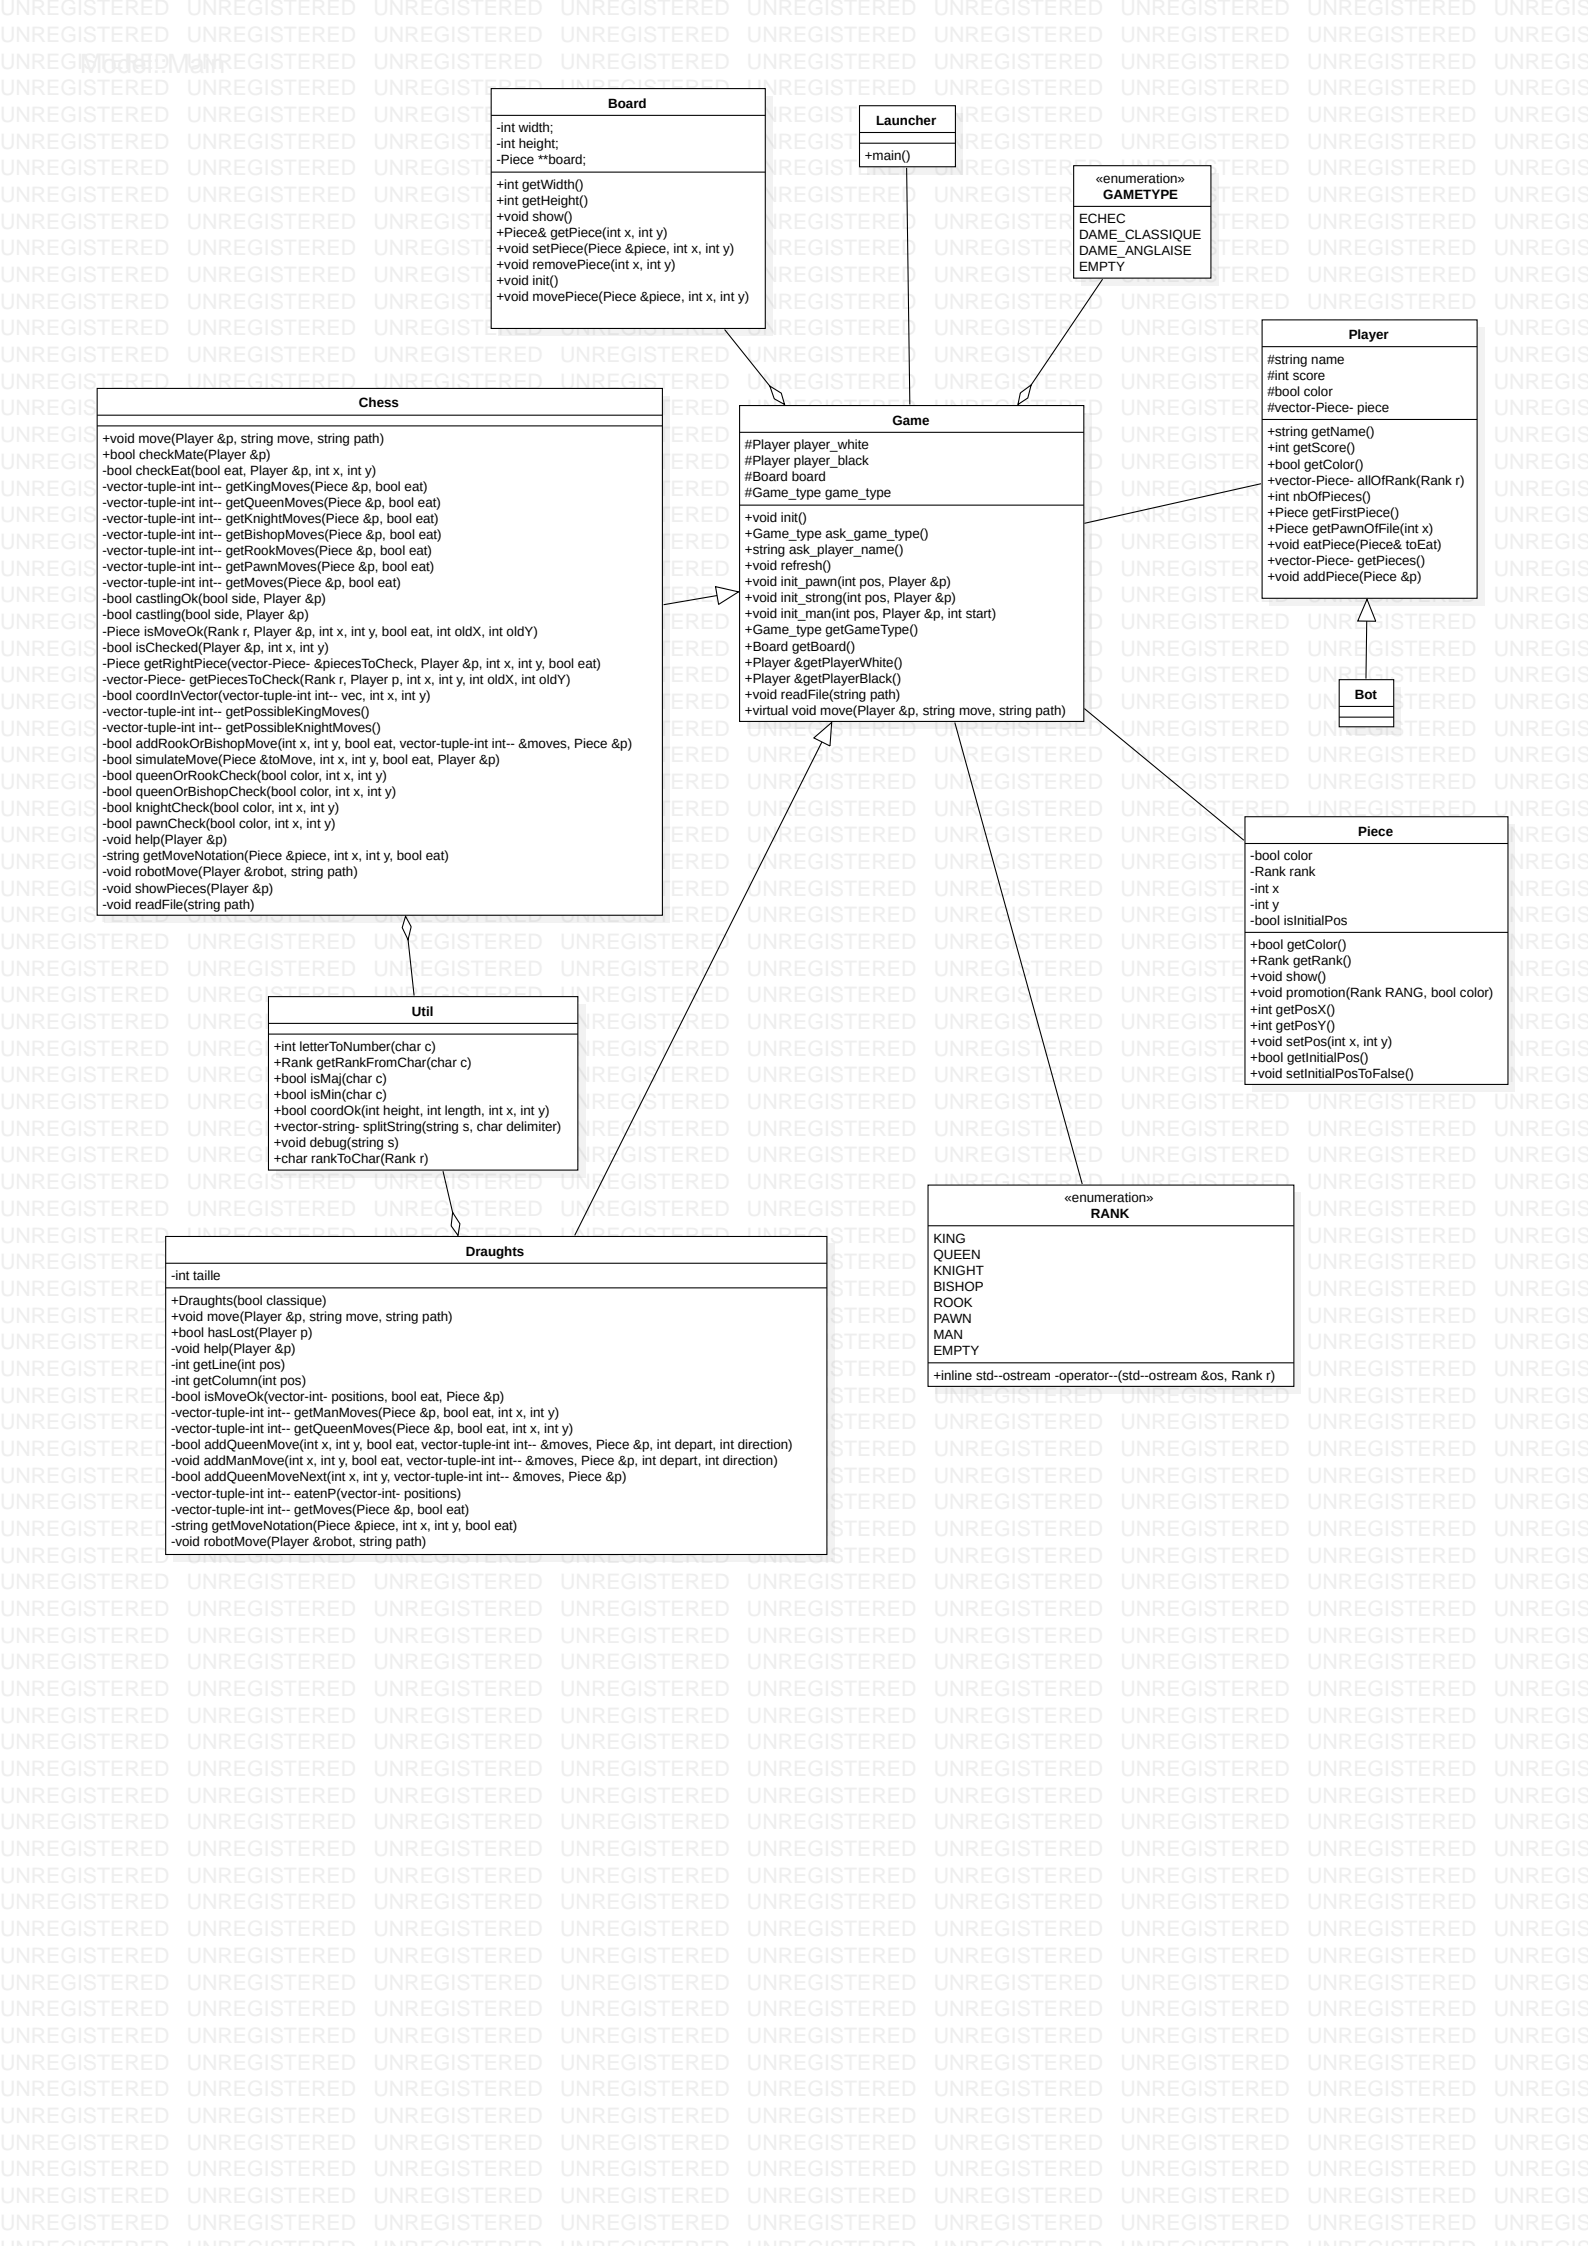 Model::Main
Board
-int width;
-int height;
-Piece **board;
+int getWidth()
+int getHeight()
+void show()
+Piece& getPiece(int x, int y)
+void setPiece(Piece &piece, int x, int y)
+void removePiece(int x, int y)
+void init()
+void movePiece(Piece &piece, int x, int y)
Launcher
+main()
«enumeration»
GAMETYPE
ECHEC
DAME_CLASSIQUE
DAME_ANGLAISE
EMPTY
Player
#string name
#int score
#bool color
#vector-Piece- piece
+string getName()
+int getScore()
+bool getColor()
+vector-Piece- allOfRank(Rank r)
+int nbOfPieces()
+Piece getFirstPiece()
+Piece getPawnOfFile(int x)
+void eatPiece(Piece& toEat)
+vector-Piece- getPieces()
+void addPiece(Piece &p)
Chess
+void move(Player &p, string move, string path)
+bool checkMate(Player &p)
-bool checkEat(bool eat, Player &p, int x, int y)
-vector-tuple-int int-- getKingMoves(Piece &p, bool eat)
-vector-tuple-int int-- getQueenMoves(Piece &p, bool eat)
-vector-tuple-int int-- getKnightMoves(Piece &p, bool eat)
-vector-tuple-int int-- getBishopMoves(Piece &p, bool eat)
-vector-tuple-int int-- getRookMoves(Piece &p, bool eat)
-vector-tuple-int int-- getPawnMoves(Piece &p, bool eat)
-vector-tuple-int int-- getMoves(Piece &p, bool eat)
-bool castlingOk(bool side, Player &p)
-bool castling(bool side, Player &p)
-Piece isMoveOk(Rank r, Player &p, int x, int y, bool eat, int oldX, int oldY)
-bool isChecked(Player &p, int x, int y)
-Piece getRightPiece(vector-Piece- &piecesToCheck, Player &p, int x, int y, bool eat)
-vector-Piece- getPiecesToCheck(Rank r, Player p, int x, int y, int oldX, int oldY)
-bool coordInVector(vector-tuple-int int-- vec, int x, int y)
-vector-tuple-int int-- getPossibleKingMoves()
-vector-tuple-int int-- getPossibleKnightMoves()
-bool addRookOrBishopMove(int x, int y, bool eat, vector-tuple-int int-- &moves, Piece &p)
-bool simulateMove(Piece &toMove, int x, int y, bool eat, Player &p)
-bool queenOrRookCheck(bool color, int x, int y)
-bool queenOrBishopCheck(bool color, int x, int y)
-bool knightCheck(bool color, int x, int y)
-bool pawnCheck(bool color, int x, int y)
-void help(Player &p)
-string getMoveNotation(Piece &piece, int x, int y, bool eat)
-void robotMove(Player &robot, string path)
-void showPieces(Player &p)
-void readFile(string path)
Game
#Player player_white
#Player player_black
#Board board
#Game_type game_type
+void init()
+Game_type ask_game_type()
+string ask_player_name()
+void refresh()
+void init_pawn(int pos, Player &p)
+void init_strong(int pos, Player &p)
+void init_man(int pos, Player &p, int start)
+Game_type getGameType()
+Board getBoard()
+Player &getPlayerWhite()
+Player &getPlayerBlack()
+void readFile(string path)
+virtual void move(Player &p, string move, string path)
Bot
Piece
-bool color
-Rank rank
-int x
-int y
-bool isInitialPos
+bool getColor()
+Rank getRank()
+void show()
+void promotion(Rank RANG, bool color)
+int getPosX()
+int getPosY()
+void setPos(int x, int y)
+bool getInitialPos()
+void setInitialPosToFalse()
Util
+int letterToNumber(char c)
+Rank getRankFromChar(char c)
+bool isMaj(char c)
+bool isMin(char c)
+bool coordOk(int height, int length, int x, int y)
+vector-string- splitString(string s, char delimiter)
+void debug(string s)
+char rankToChar(Rank r)
«enumeration»
RANK
KING
QUEEN
KNIGHT
BISHOP
ROOK
PAWN
MAN
EMPTY
+inline std--ostream -operator--(std--ostream &os, Rank r)
Draughts
-int taille
+Draughts(bool classique)
+void move(Player &p, string move, string path)
+bool hasLost(Player p)
-void help(Player &p)
-int getLine(int pos)
-int getColumn(int pos)
-bool isMoveOk(vector-int- positions, bool eat, Piece &p)
-vector-tuple-int int-- getManMoves(Piece &p, bool eat, int x, int y)
-vector-tuple-int int-- getQueenMoves(Piece &p, bool eat, int x, int y)
-bool addQueenMove(int x, int y, bool eat, vector-tuple-int int-- &moves, Piece &p, int depart, int direction)
-void addManMove(int x, int y, bool eat, vector-tuple-int int-- &moves, Piece &p, int depart, int direction)
-bool addQueenMoveNext(int x, int y, vector-tuple-int int-- &moves, Piece &p)
-vector-tuple-int int-- eatenP(vector-int- positions)
-vector-tuple-int int-- getMoves(Piece &p, bool eat)
-string getMoveNotation(Piece &piece, int x, int y, bool eat)
-void robotMove(Player &robot, string path)